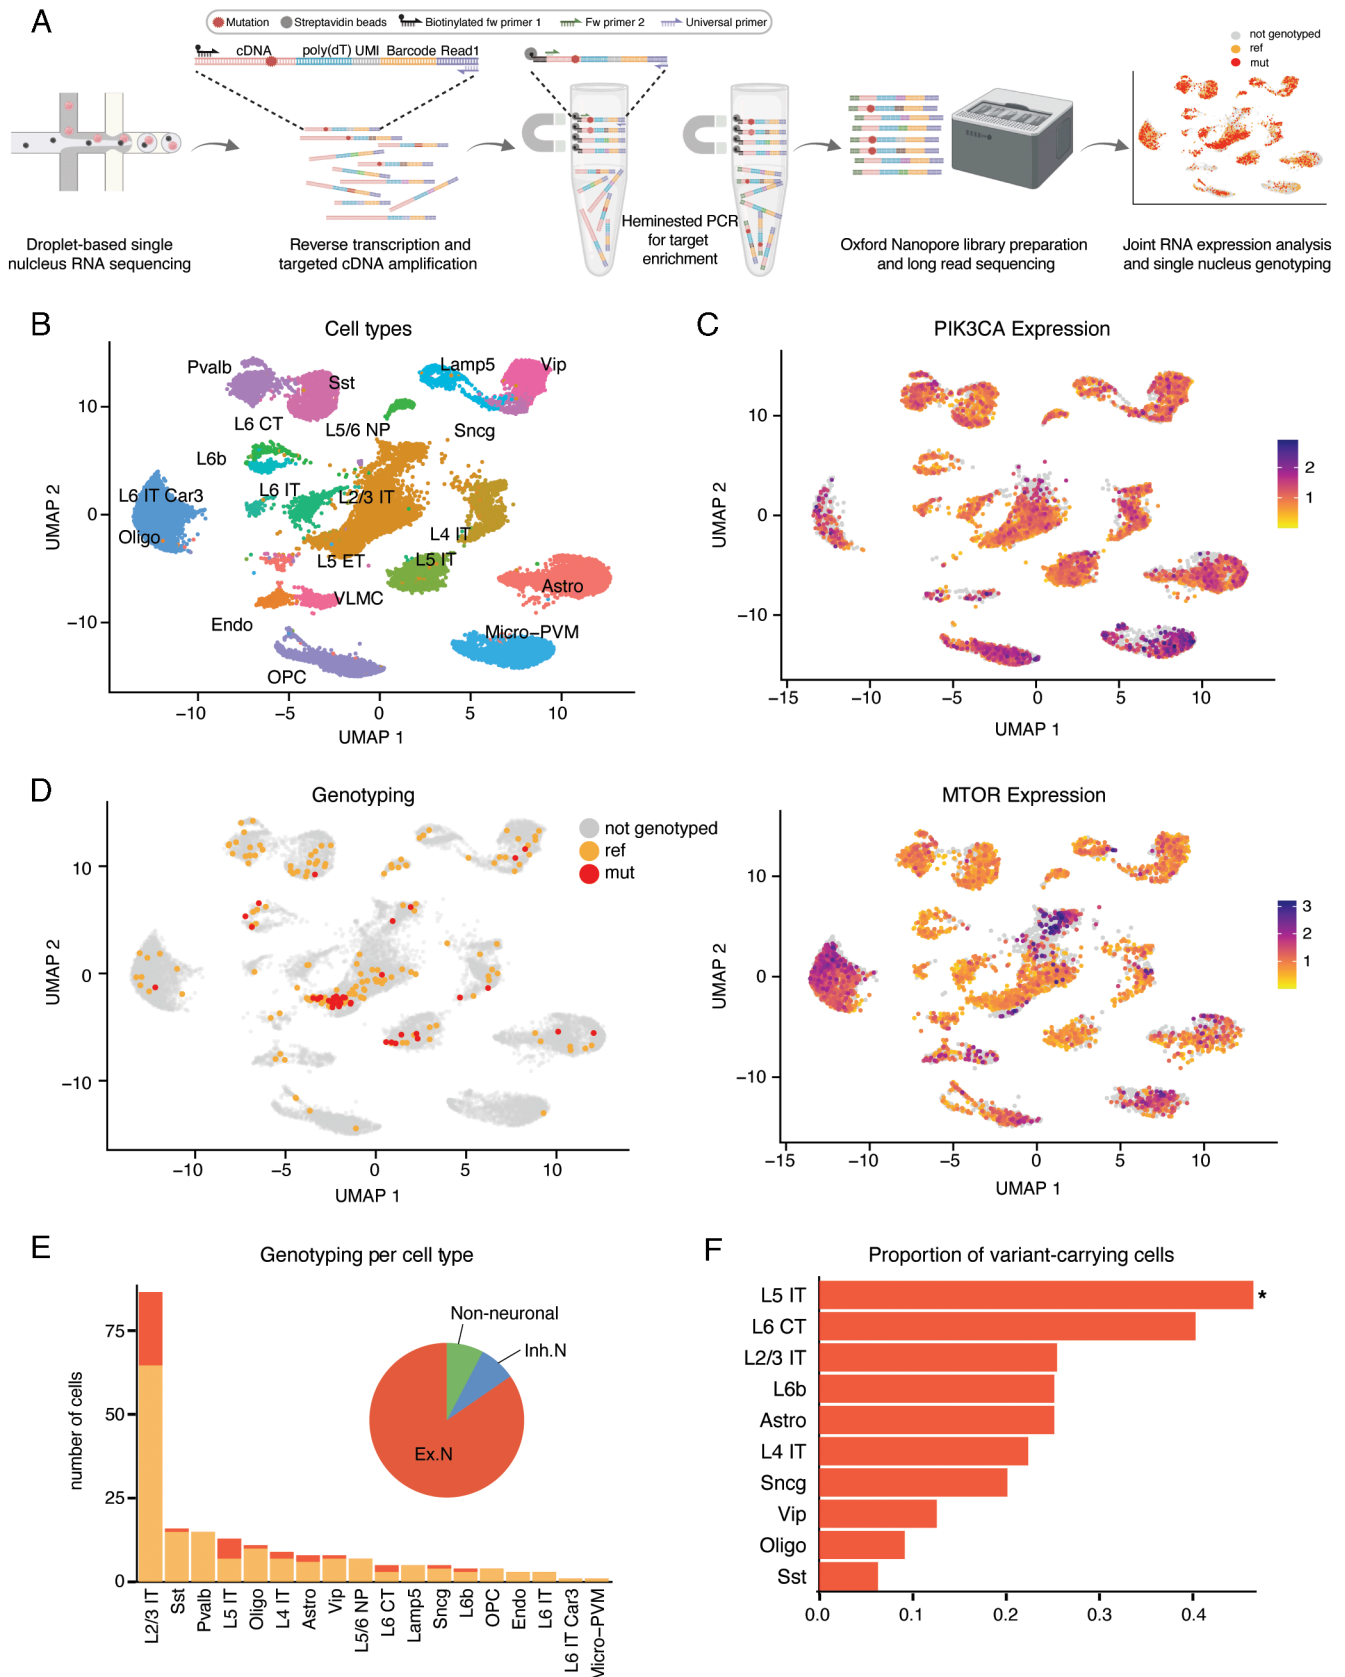 A
Mutation Streptavidin beads Biotinylated fw primer 1 Fw primer 2 Universal primer
cDNA poly(dT) UMI Barcode Read1
not genotyped
ref
mut
Heminested PCR
for target
enrichment
Droplet-based single
nulcleus RNA sequencing
Reverse transcription and
targeted cDNA amplification
Oxford Nanopore library preparation
and long read sequencing
Joint RNA expression analysis
and single nucleus genotyping
B
Cell types
Pvalb
Sst
Lamp5
Vip
L6 CT
L5/6 NP
Sncg
L6b
L6 IT Car3
L6 IT
L2/3 IT
Oligo
L4 IT
L5 ET
L5 IT
Astro
VLMC
Endo
Micro–PVM
OPC
10
0
−10
UMAP 2
−10 −5 0 5 10
UMAP 1
C
PIK3CA Expression
10
0
−10
UMAP 2
2
1
−15 −10 −5 0 5 10
UMAP 1
D
Genotyping
not genotyped
ref
mut
10
0
−10
UMAP 2
−10 −5 0 5 10
UMAP 1
MTOR Expression
10
0
−10
UMAP 2
3
2
1
−15 −10 −5 0 5 10
UMAP 1
E
Genotyping per cell type
Non-neuronal
Inh.N
Ex.N
75
50
25
0
number of cells
L2/3 IT
Sst
Pvalb
L5 IT
Oligo
L4 IT
Astro
Vip
L5/6 NP
L6 CT
Lamp5
Sncg
L6b
OPC
Endo
L6 IT
L6 IT Car3
Micro–PVM
F
Proportion of variant-carrying cells
L5 IT *
L6 CT
L2/3 IT
L6b
Astro
L4 IT
Sncg
Vip
Oligo
Sst
0.0 0.1 0.2 0.3 0.4